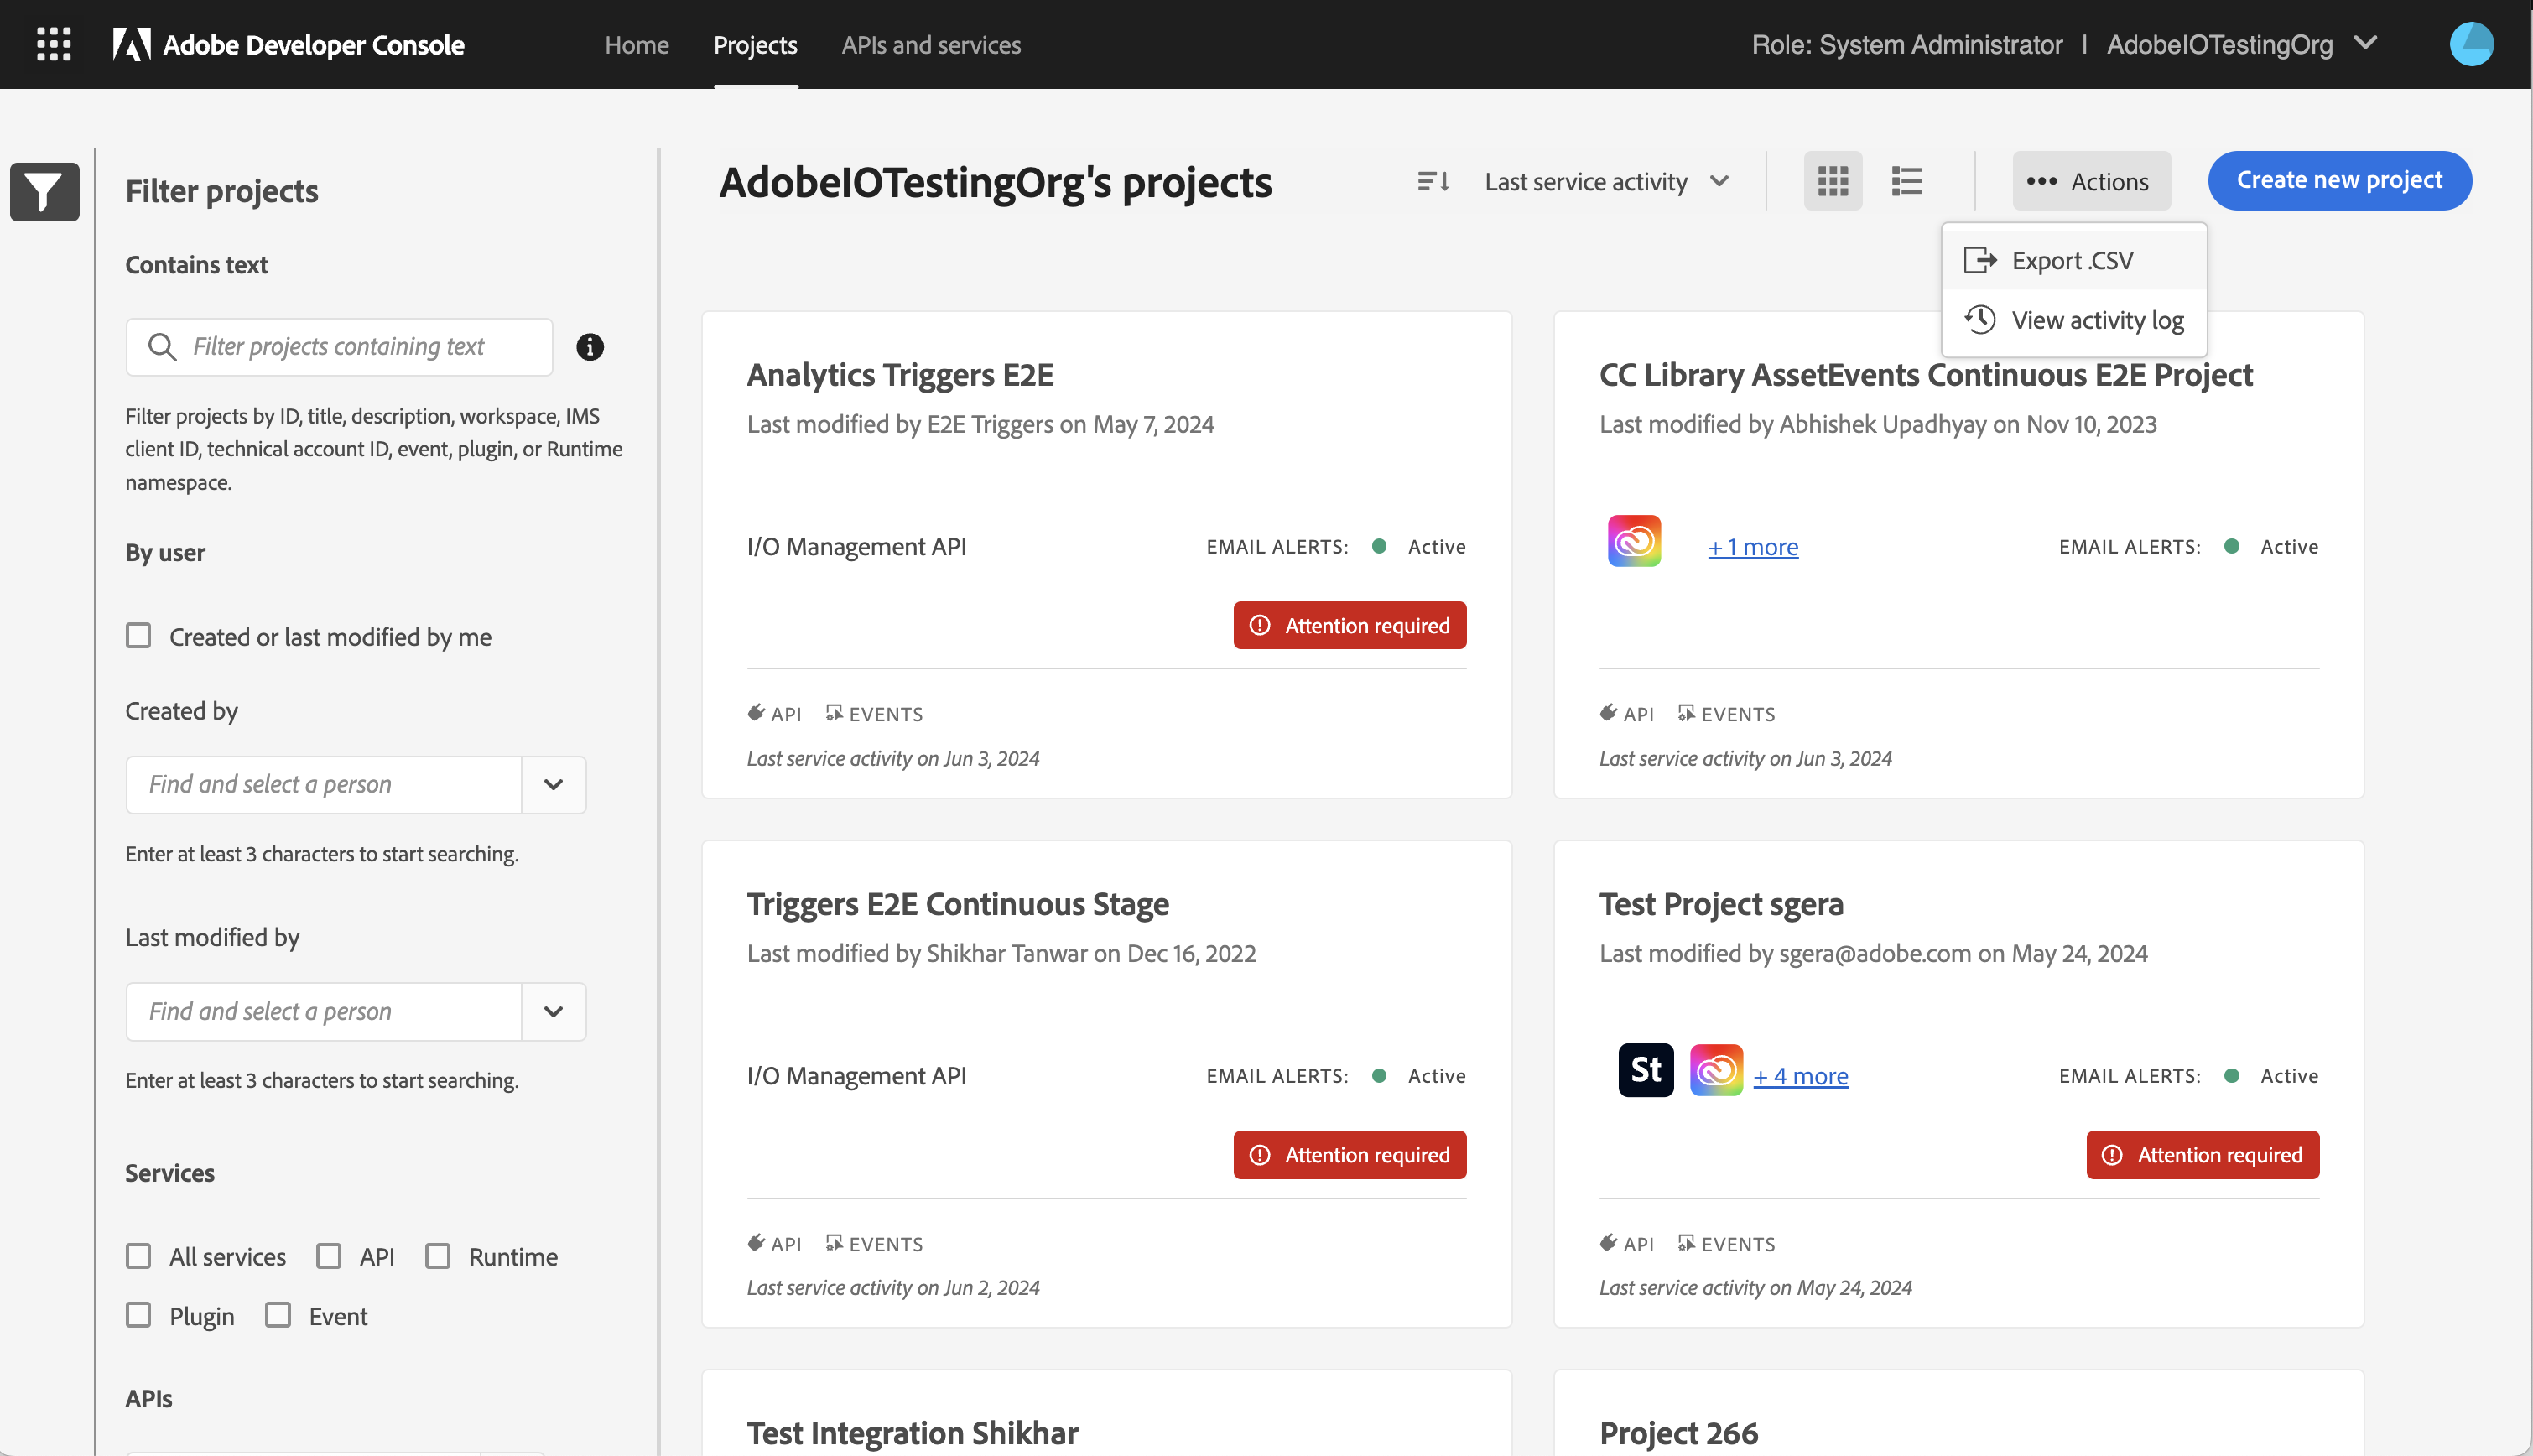 Adobe Developer Console
Home
Projects
APIs and services
Role: System Administrator | AdobeIOTestingOrg
Filter projects
Contains text
Filter projects containing text
Filter projects by ID, title, description, workspace, IMS
client ID, technical account ID, event, plugin, or Runtime
namespace.
By user
Created or last modified by me
Created by
Find and select a person
Enter at least 3 characters to start searching.
Last modified by
Find and select a person
Enter at least 3 characters to start searching.
Services
All services
API
Runtime
Plugin
Event
APIs
AdobeIOTestingOrg's projects
Last service activity
Actions
Create new project
Export .CSV
View activity log
Analytics Triggers E2E
Last modified by E2E Triggers on May 7, 2024
I/O Management API
EMAIL ALERTS: Active
Attention required
API EVENTS
Last service activity on Jun 3, 2024
CC Library AssetEvents Continuous E2E Project
Last modified by Abhishek Upadhyay on Nov 10, 2023
+ 1 more
EMAIL ALERTS: Active
API EVENTS
Last service activity on Jun 3, 2024
Triggers E2E Continuous Stage
Last modified by Shikhar Tanwar on Dec 16, 2022
I/O Management API
EMAIL ALERTS: Active
Attention required
API EVENTS
Last service activity on Jun 2, 2024
Test Project sgera
Last modified by sgera@adobe.com on May 24, 2024
St
+ 4 more
EMAIL ALERTS: Active
Attention required
API EVENTS
Last service activity on May 24, 2024
Test Integration Shikhar
Project 266